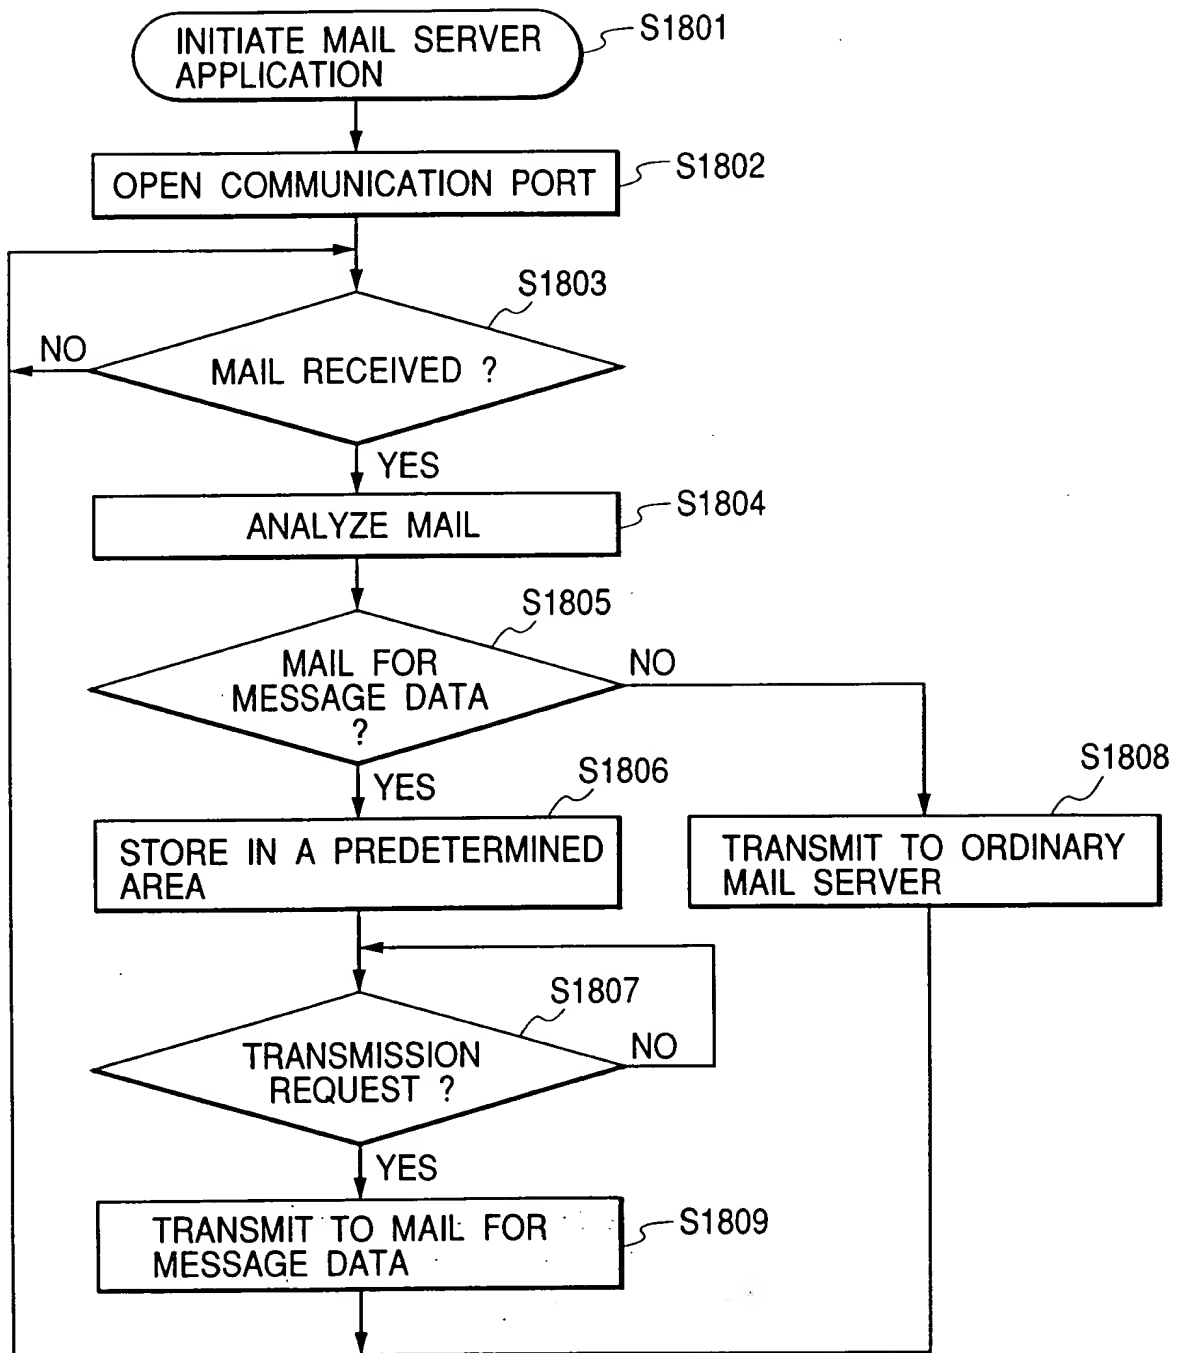 INITIATE MAIL SERVER
APPLICATION
S1801
OPEN COMMUNICATION PORT
S1802
S1803
NO
MAIL RECEIVED ?
YES
ANALYZE MAIL
S1804
S1805
MAIL FOR
MESSAGE DATA
?
NO
YES
S1806
S1808
STORE IN A PREDETERMINED
AREA
TRANSMIT TO ORDINARY
MAIL SERVER
S1807
TRANSMISSION
REQUEST ?
NO
YES
TRANSMIT TO MAIL FOR
MESSAGE DATA
S1809